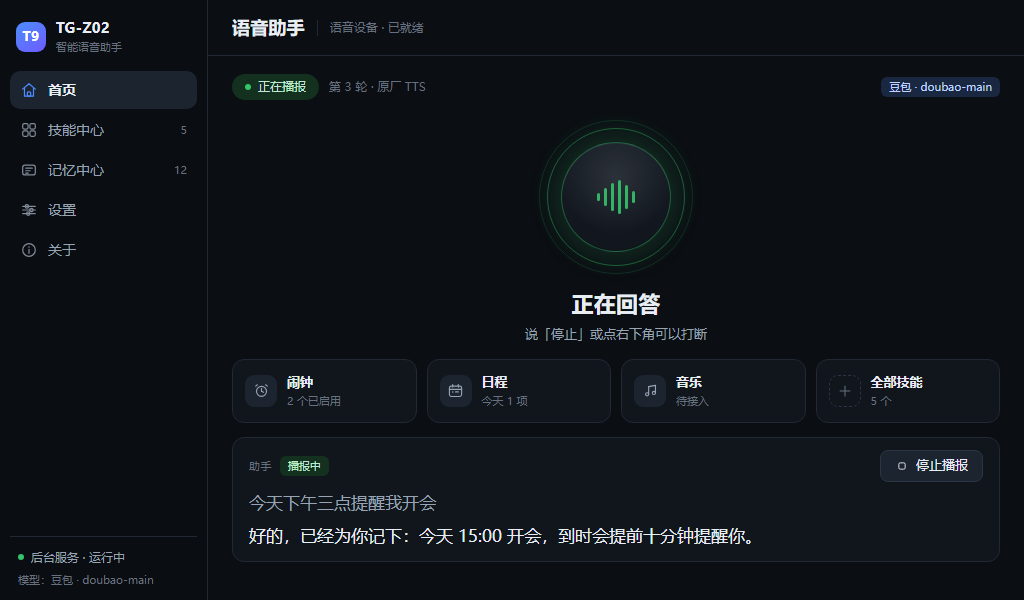 T9
TG-Z02
智能语音助手
首页
技能中心 5
记忆中心 12
设置
关于
后台服务 · 运行中
模型：豆包 · doubao-main
语音助手
语音设备 · 已就绪
正在播报
第 3 轮 · 原厂 TTS
豆包 · doubao-main
正在回答
说「停止」或点右下角可以打断
闹钟
2 个已启用
日程
今天 1 项
音乐
待接入
全部技能
5 个
助手 播报中
停止播报
今天下午三点提醒我开会
好的，已经为你记下：今天 15:00 开会，到时会提前十分钟提醒你。